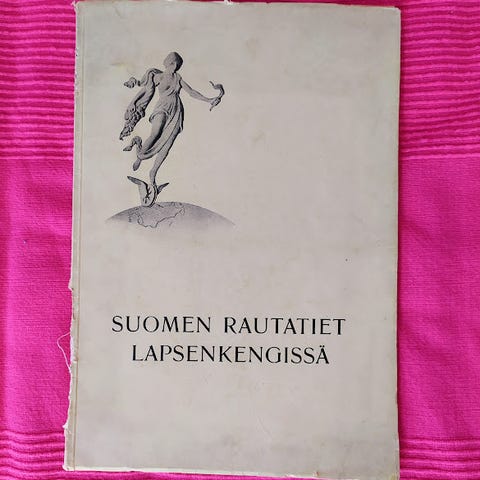 SUOMEN RAUTATIET
LAPSENKENGISSÄ